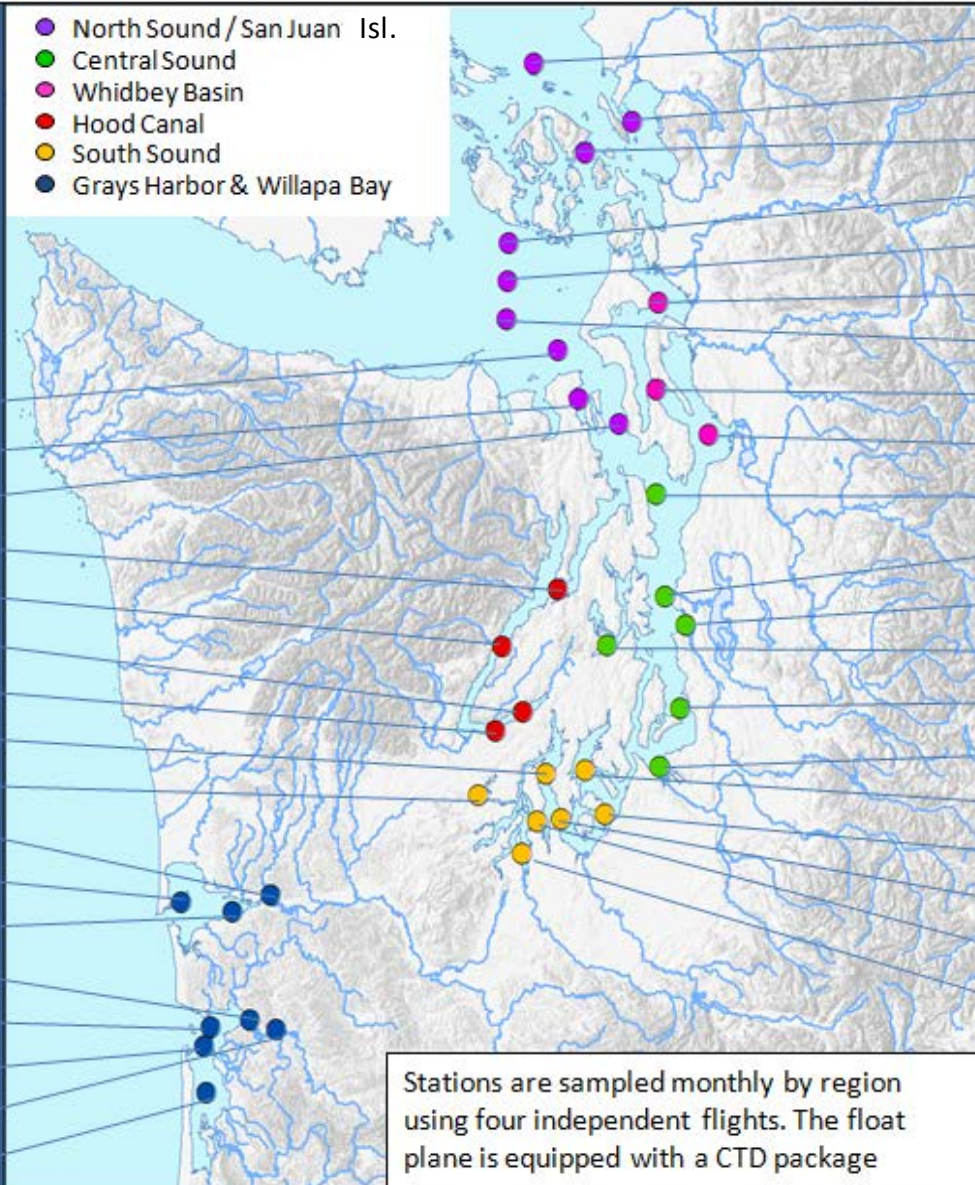 North Sound / San Juan Isl.
Central Sound
Whidbey Basin
Hood Canal
South Sound
Grays Harbor & Willapa Bay
Stations are sampled monthly by region
using four independent flights. The float
plane is equipped with a CTD package